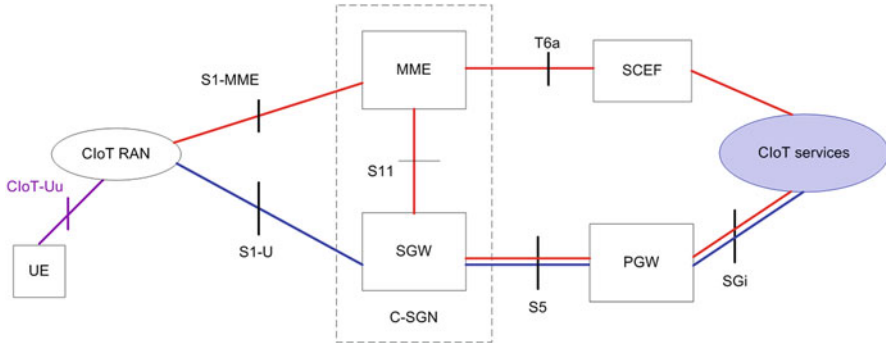 T6a
MME
SCEF
S1-MME
CIoT RAN
CIoT services
S11
CIoT-Uu
S1-U
SGW
PGW
UE
SGi
S5
C-SGN